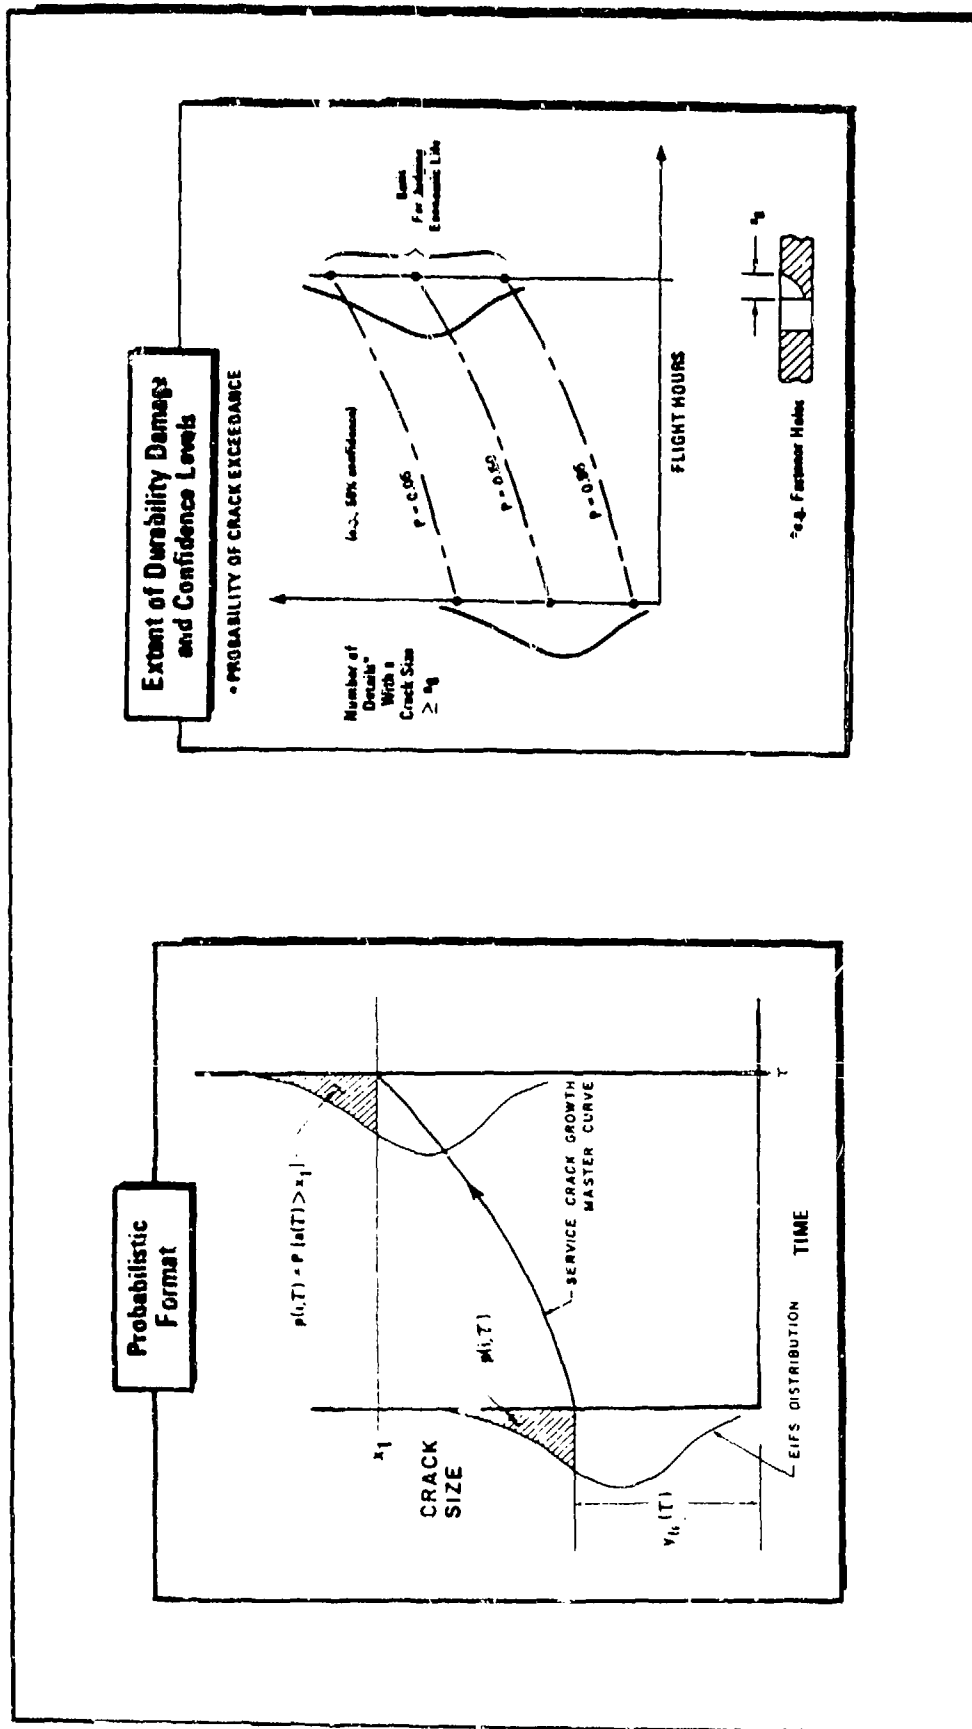 Probabilistic
Format
p(i,T) = P [a(T) > x1]
x1
CRACK
SIZE
p(i,T)
SERVICE CRACK GROWTH
MASTER CURVE
(T)
EIFS DISTRIBUTION
TIME
T
Extent of Durability Damage
and Confidence Levels
• PROBABILITY OF CRACK EXCEEDANCE
Number of
Details*
With a
Crack Size
≥
50% confidence)
P = 0.05
P = 0.50
P = 0.95
For Judging
Economic Life
FLIGHT HOURS
*e.g. Fastener Holes